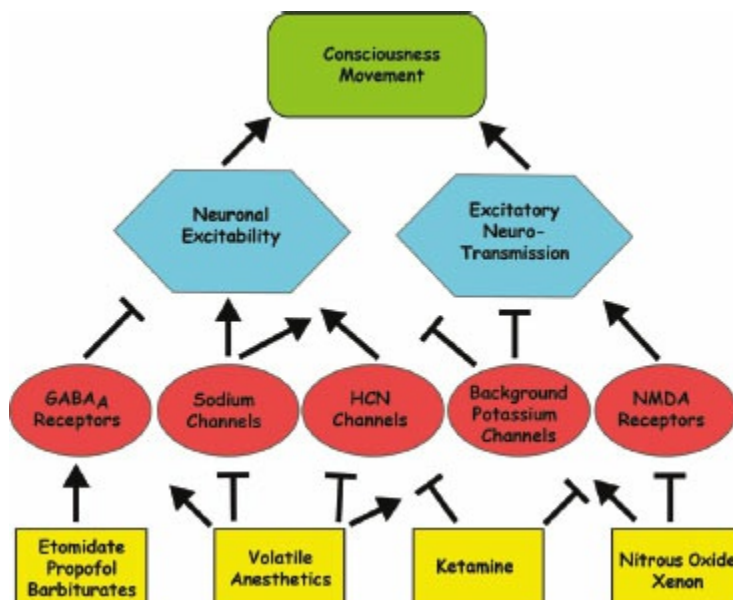 Consciousness
Movement
Neuronal
Excitability
Excitatory
Neuro-
Transmission
GABAA
Receptors
Sodium
Channels
HCN
Channels
Background
Potassium
Channels
NMDA
Receptors
Etomidate
Propofol
Barbiturates
Volatile
Anesthetics
Ketamine
Nitrous Oxide
Xenon